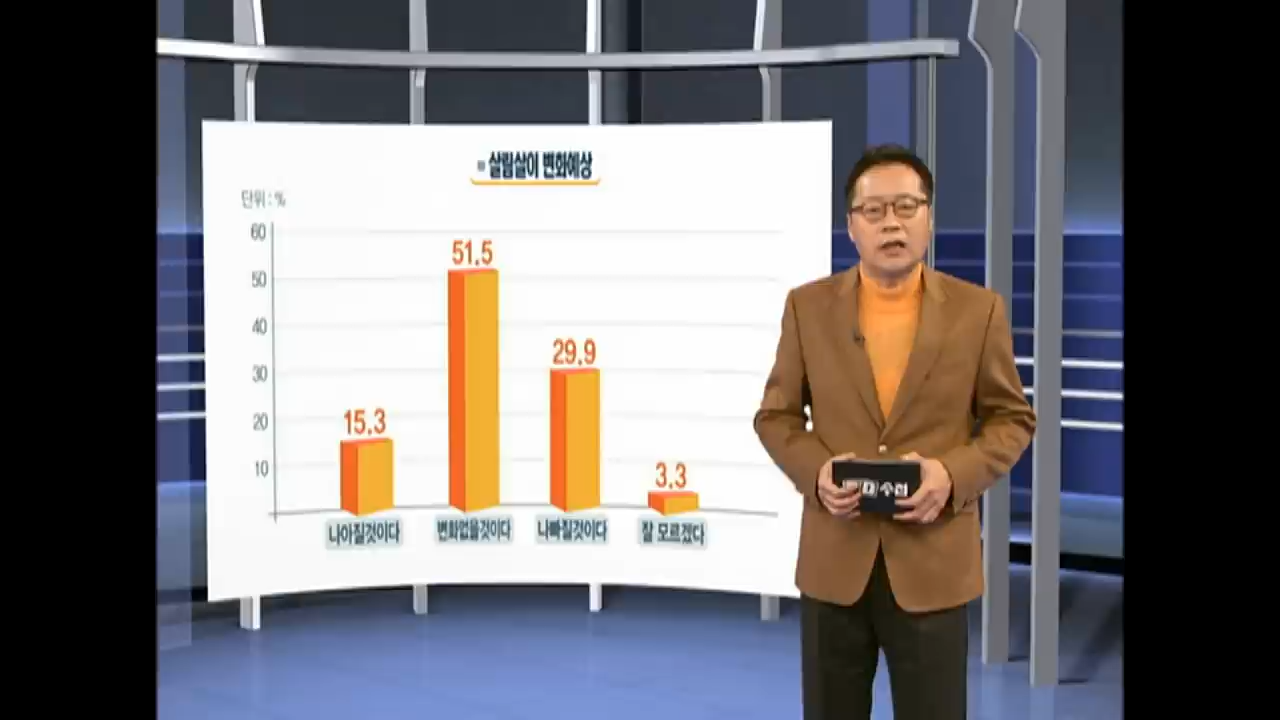 살림살이 변화예상
단위 : %
60
50
40
30
20
10
15.3
51.5
29.9
3.3
나아질것이다
변화없을것이다
나빠질것이다
잘 모르겠다